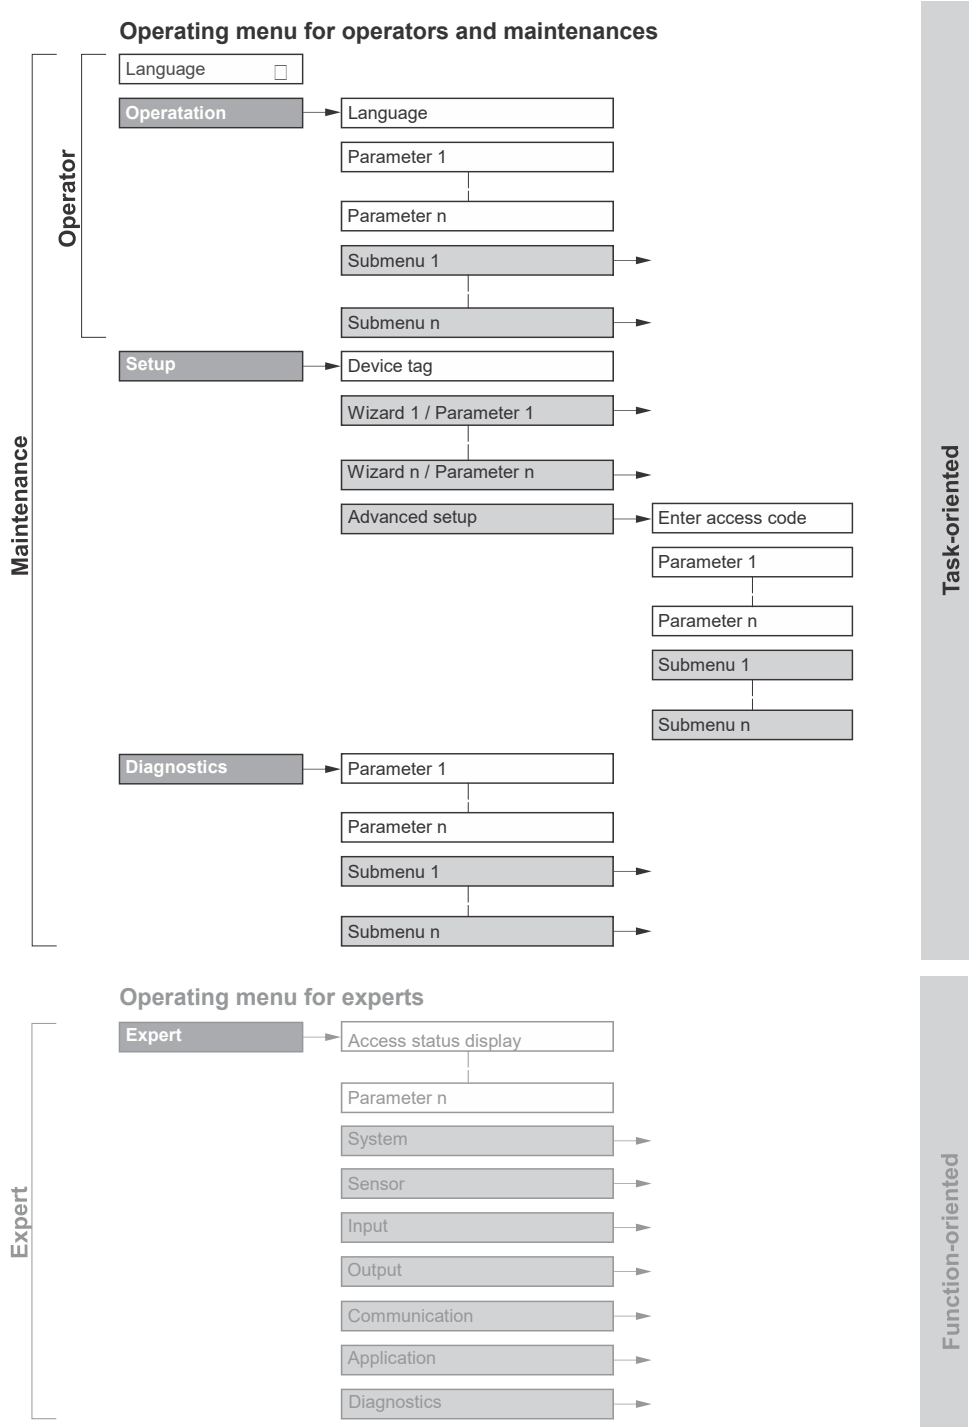 Operating menu for operators and maintenances
Language
Operatation
Language
Parameter 1
Parameter n
Submenu 1
Submenu n
Operator
Setup
Device tag
Wizard 1 / Parameter 1
Wizard n / Parameter n
Advanced setup
Enter access code
Parameter 1
Parameter n
Submenu 1
Submenu n
Maintenance
Task-oriented
Diagnostics
Parameter 1
Parameter n
Submenu 1
Submenu n
Operating menu for experts
Expert
Access status display
Parameter n
System
Sensor
Input
Output
Communication
Application
Diagnostics
Expert
Function-oriented